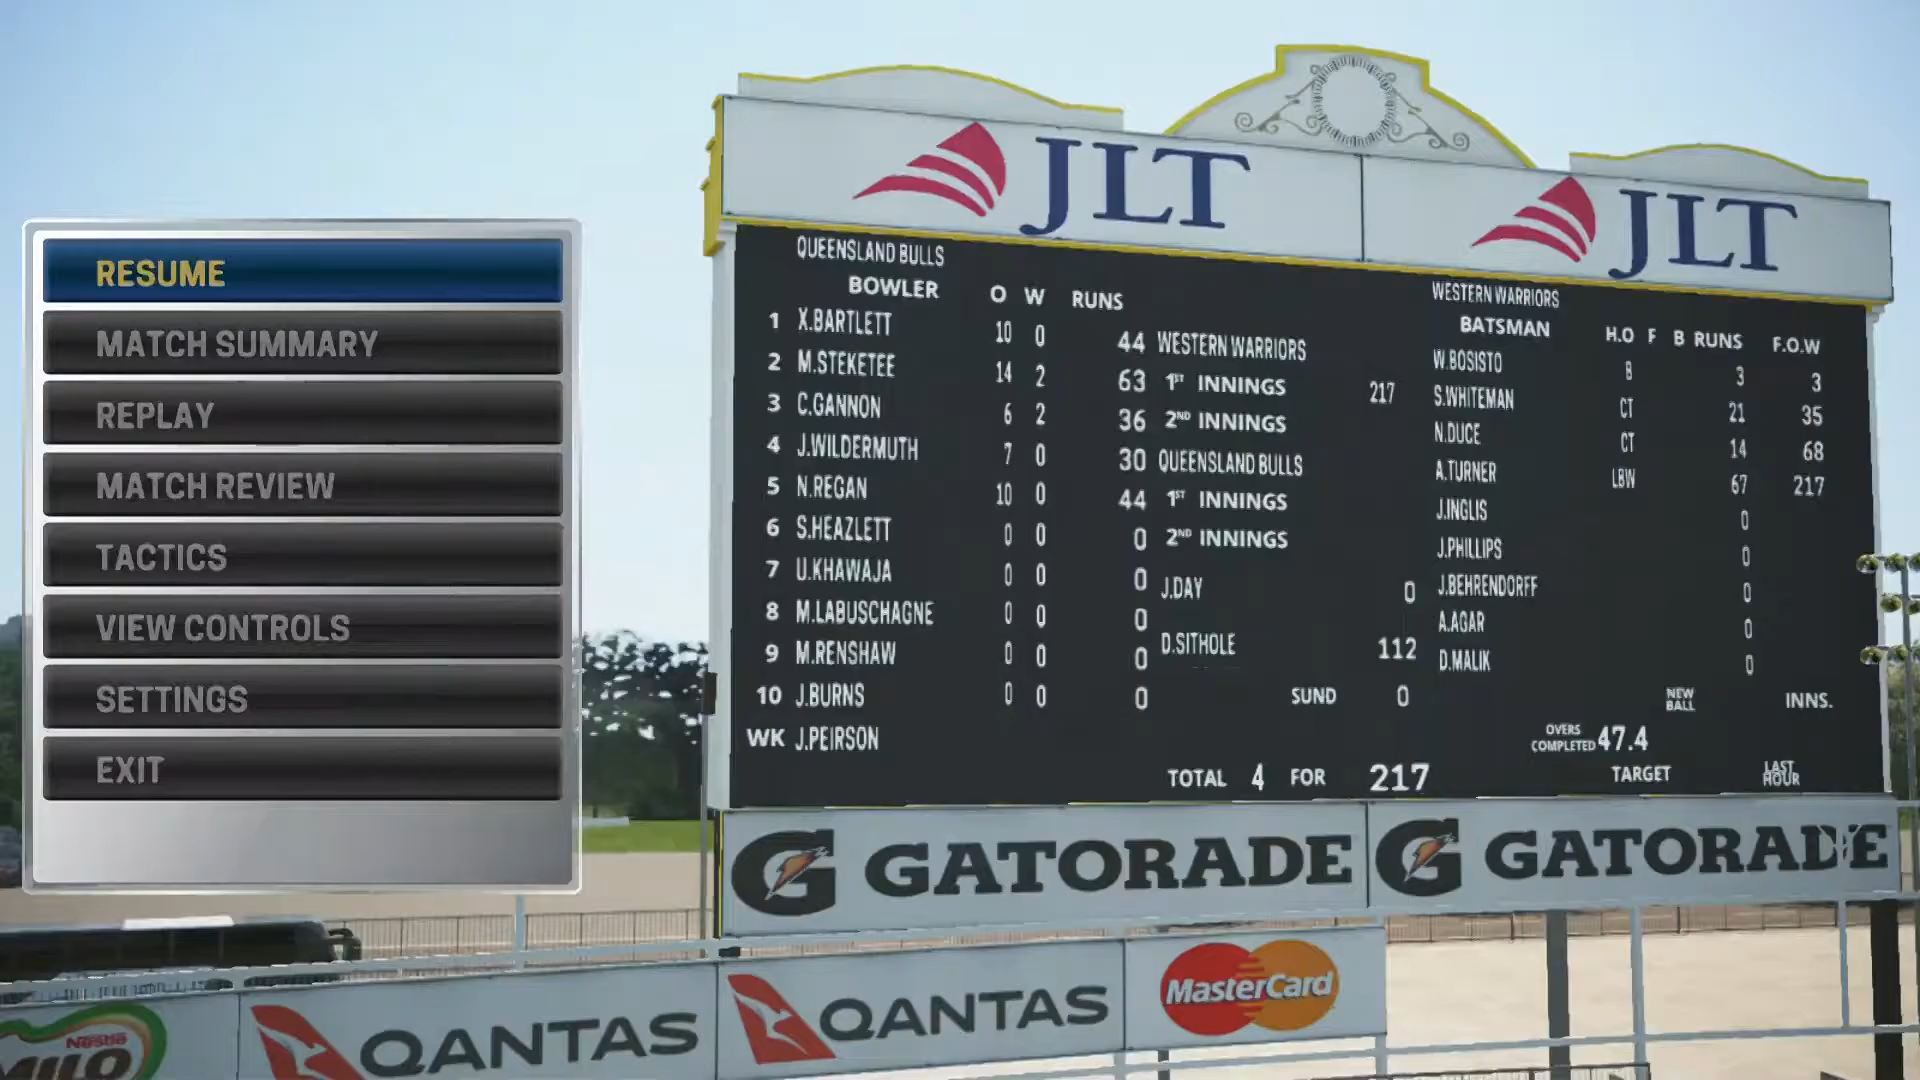 RESUME
MATCH SUMMARY
REPLAY
MATCH REVIEW
TACTICS
VIEW CONTROLS
SETTINGS
EXIT
JLT JLT
QUEENSLAND BULLS
BOWLER O W RUNS
1 X.BARTLETT 10 0 44
2 M.STEKETEE 14 2 63
3 C.GANNON 6 2 36
4 J.WILDERMUTH 7 0 30
5 N.REGAN 10 0 44
6 S.HEAZLETT 0 0 0
7 U.KHAWAJA 0 0 0
8 M.LABUSCHAGNE 0 0 0
9 M.RENSHAW 0 0 0
10 J.BURNS 0 0 0
WK J.PEIRSON
WESTERN WARRIORS
1ST INNINGS 217
2ND INNINGS
QUEENSLAND BULLS
1ST INNINGS
2ND INNINGS
J.DAY 0
D.SITHOLE 112
SUND 0
TOTAL 4 FOR 217
WESTERN WARRIORS
BATSMAN H.O F B RUNS F.O.W
W.BOSISTO B 3 3
S.WHITEMAN CT 21 35
N.DUCE CT 14 68
A.TURNER LBW 67 217
J.INGLIS 0
J.PHILLIPS 0
J.BEHRENDORFF 0
A.AGAR 0
D.MALIK 0
NEW BALL INNS.
OVERS COMPLETED 47.4
TARGET LAST HOUR
G GATORADE G GATORADE
Nestlé MILO
QANTAS QANTAS MasterCard